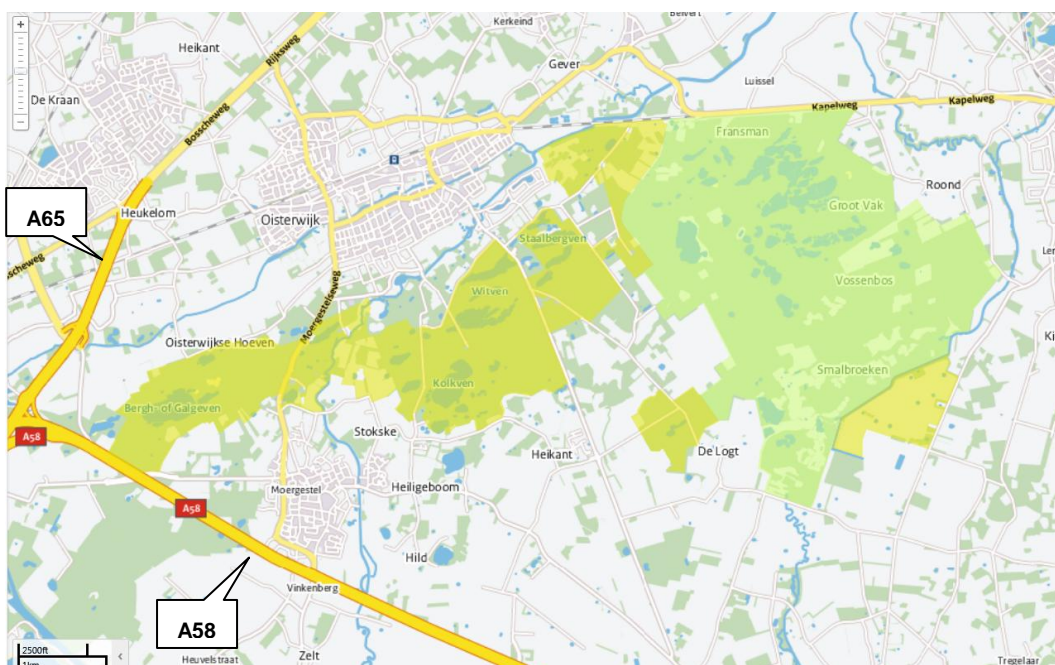 Kerkeind
Heikant
Rijksweg
Gever
Luissel
De Kraan
Kapelweg
Kapelweg
Bosscheweg
Fransman
Roond
A65
Heukelom
Oisterwijk
Groot Vak
Staalbergven
Vossenbos
Witven
Moergestelseweg
Oisterwijkse Hoeven
Smalbroeken
Kolkven
Bergh- of Galgeven
A58
Stokske
Heikant
De Logt
Moergestel
Heiligeboom
A58
Hild
Vinkenberg
A58
2500ft
1km
Heuvelstraat
Zelt
Tregelaar